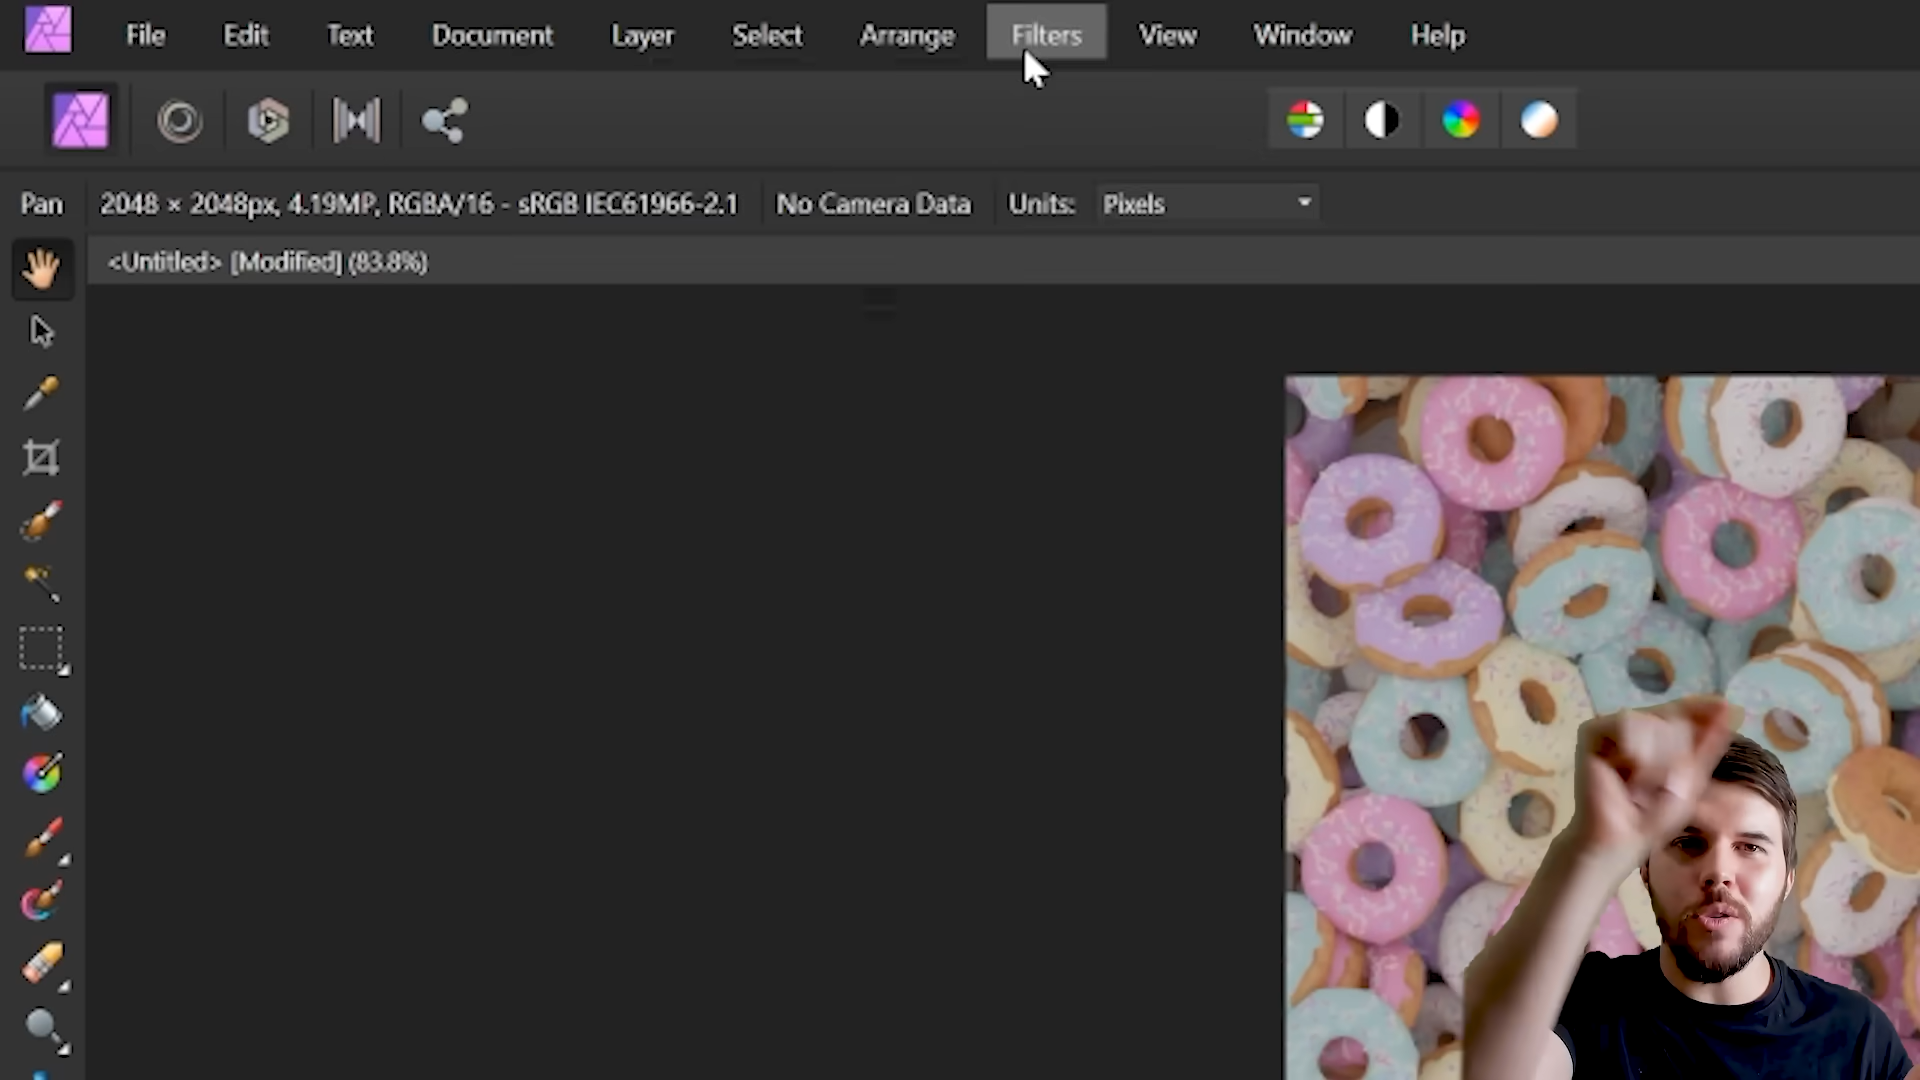 File Edit Text Document Layer Select Arrange Filters View Window Help
Pan 2048 × 2048px, 4.19MP, RGBA/16 - sRGB IEC61966-2.1 No Camera Data Units: Pixels
<Untitled> [Modified] (83.8%)